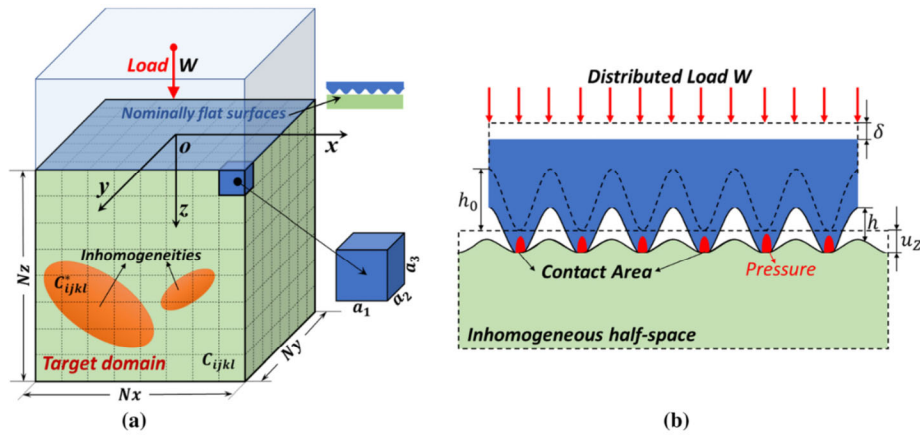 Load W
Nominally flat surfaces
o
x
y
z
Inhomogeneities
C*ijkl
Target domain
Cijkl
Nz
Nx
Ny
a1
a2
a3
(a)
Distributed Load W
δ
h0
h
uz
Contact Area
Pressure
Inhomogeneous half-space
(b)